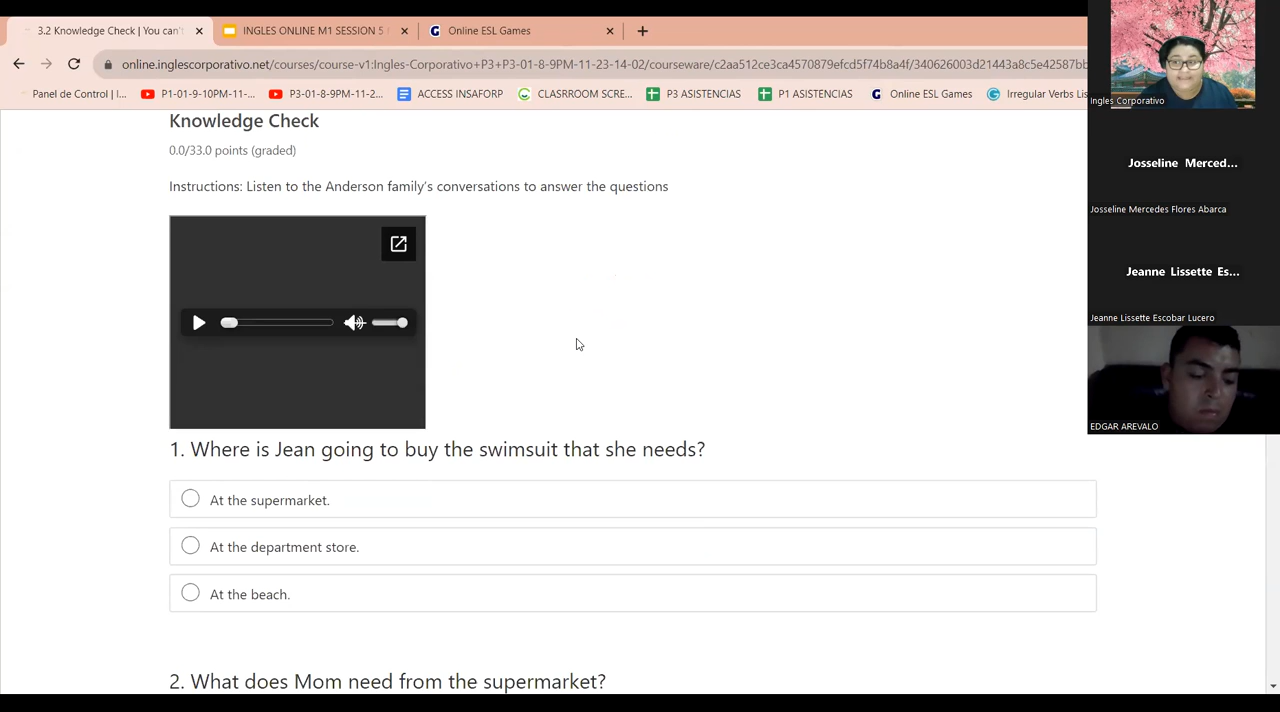 3.2 Knowledge Check | You can't
INGLES ONLINE M1 SESSION 5
Online ESL Games
online.inglescorporativo.net/courses/course-v1:Ingles-Corporativo+P3+P3-01-8-9PM-11-23-14-02/courseware/c2aa512ce3ca4570879efcd5f74b8a4f/340626003d21443a8c5e42587bb
Panel de Control | I...
P1-01-9-10PM-11-...
P3-01-8-9PM-11-2...
ACCESS INSAFORP
CLASRROOM SCRE...
P3 ASISTENCIAS
P1 ASISTENCIAS
Online ESL Games
Irregular Verbs Lis
Knowledge Check
0.0/33.0 points (graded)
Instructions: Listen to the Anderson family's conversations to answer the questions
1. Where is Jean going to buy the swimsuit that she needs?
At the supermarket.
At the department store.
At the beach.
2. What does Mom need from the supermarket?
Ingles Corporativo
Josseline Merced...
Josseline Mercedes Flores Abarca
Jeanne Lissette Es...
Jeanne Lissette Escobar Lucero
EDGAR AREVALO